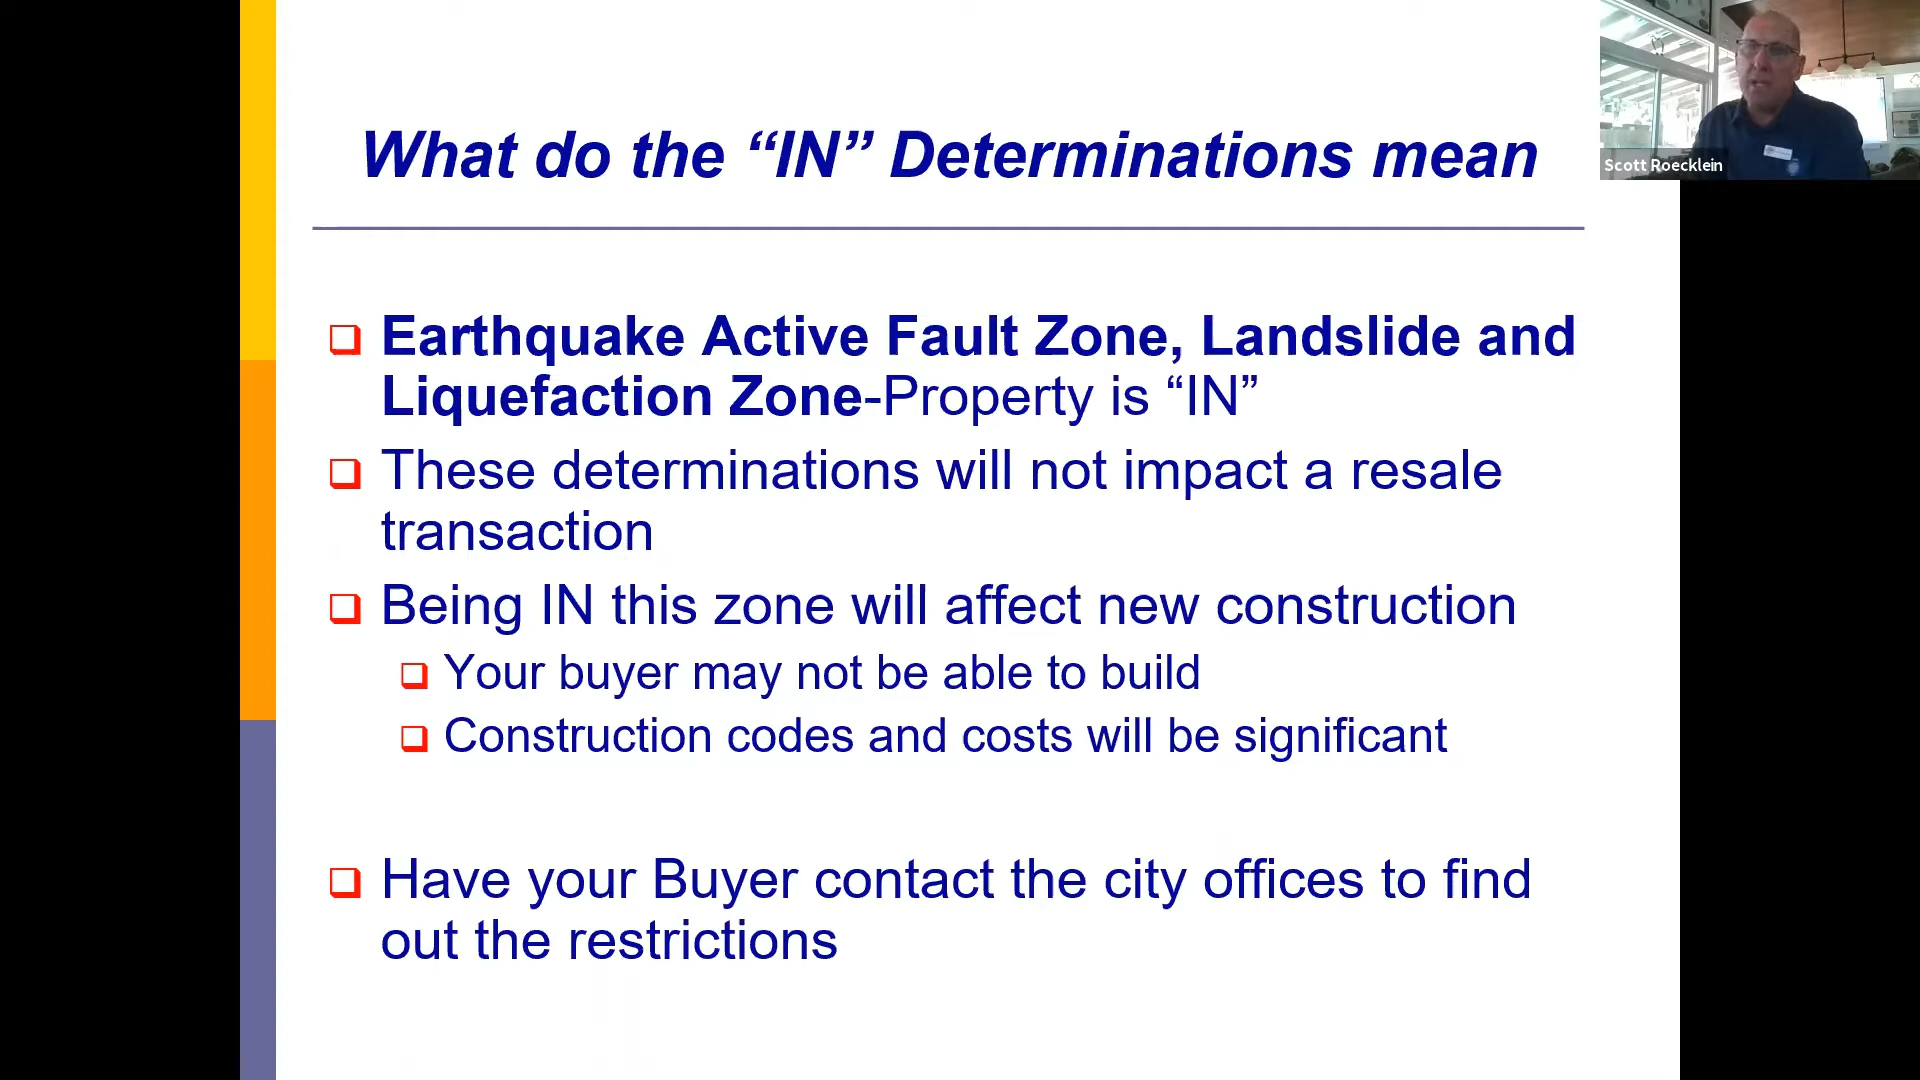 What do the “IN” Determinations mean
Scott Roecklein
Earthquake Active Fault Zone, Landslide and
Liquefaction Zone-Property is “IN”
These determinations will not impact a resale
transaction
Being IN this zone will affect new construction
Your buyer may not be able to build
Construction codes and costs will be significant
Have your Buyer contact the city offices to find
out the restrictions